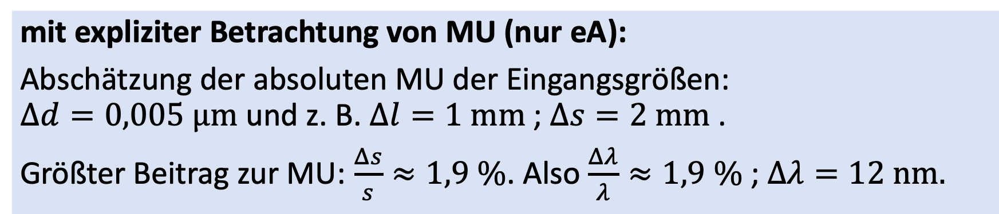 mit expliziter Betrachtung von MU (nur eA):
Abschätzung der absoluten MU der Eingangsgrößen:
Δd = 0,005 μm und z. B. Δl = 1 mm ; Δs = 2 mm .
Größter Beitrag zur MU: Δs/s ≈ 1,9 %. Also Δλ/λ ≈ 1,9 % ; Δλ = 12 nm.